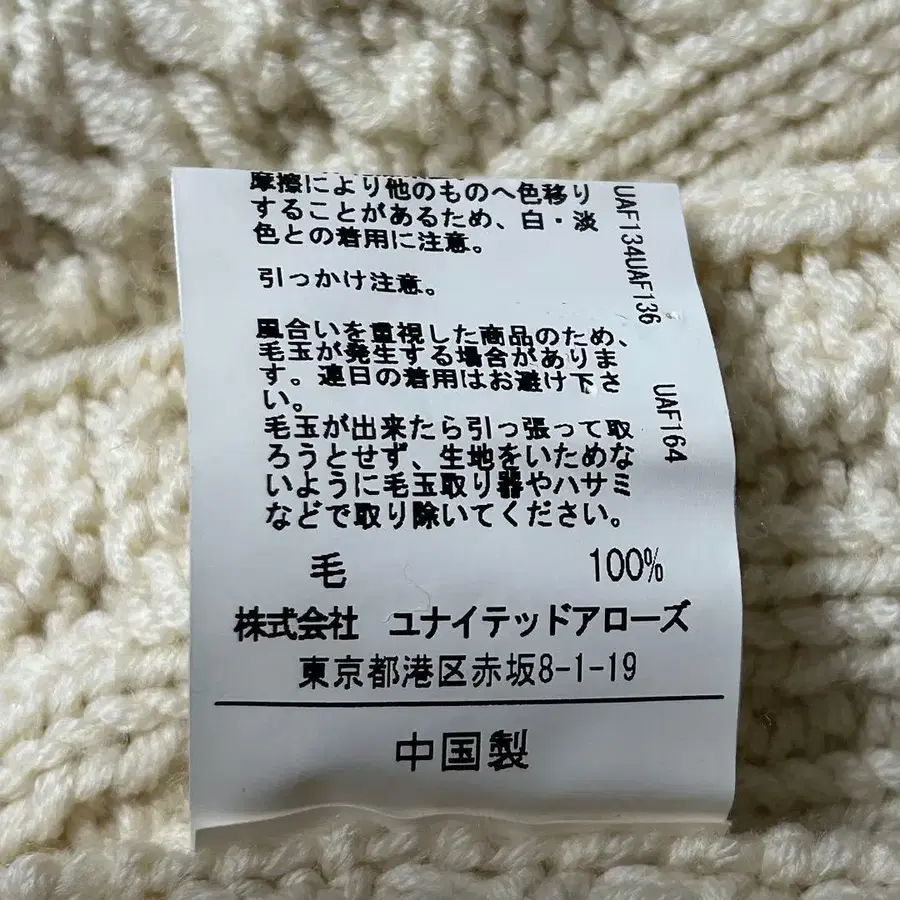 摩擦により他のものへ色移り
することがあるため、白・淡
色との着用に注意。
引っかけ注意。
風合いを重視した商品のため、
毛玉が発生する場合がありま
す。連日の着用はお避け下さ
い。
毛玉が出来たら引っ張って取
ろうとせず、生地をいためな
いように毛玉取り器やハサミ
などで取り除いてください。
毛 100%
株式会社 ユナイテッドアローズ
東京都港区赤坂8-1-19
中国製
UAF134UAF136
UAF164